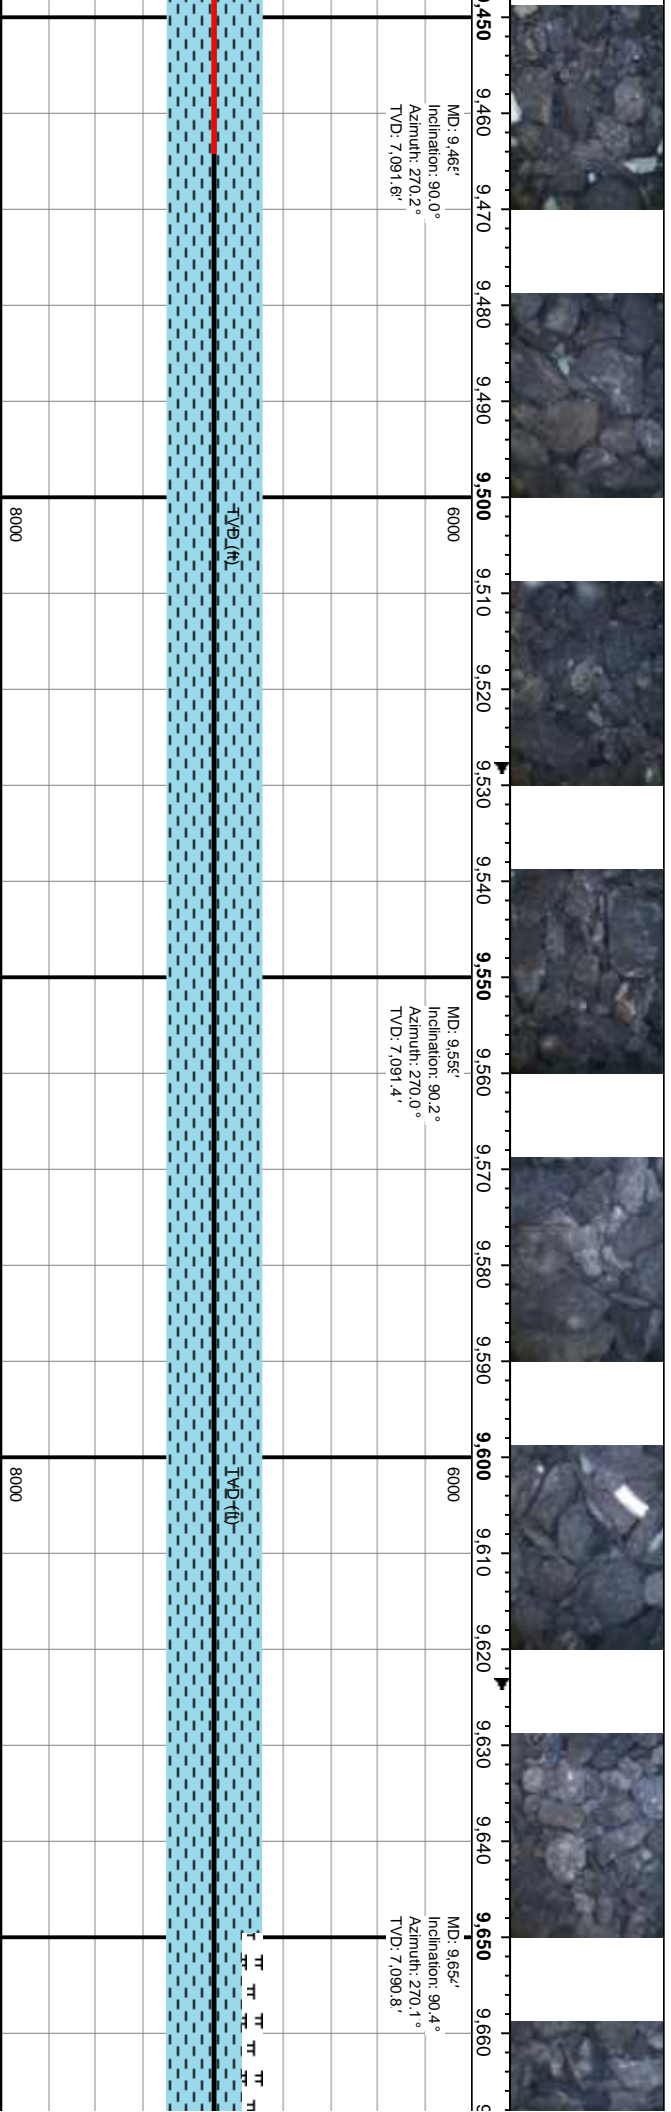 9,450
9,460
MD: 9,465'
Inclination: 90.0°
Azimuth: 270.2°
TVD: 7,091.6'
9,470
9,480
9,490
9,500
8000
TVD (ft)
6000
9,510
9,520
9,530
9,540
9,550
MD: 9,559'
Inclination: 90.2°
Azimuth: 270.0°
TVD: 7,091.4'
9,560
9,570
9,580
9,590
9,600
8000
TVD (ft)
6000
9,610
9,620
9,630
9,640
9,650
MD: 9,654'
Inclination: 90.4°
Azimuth: 270.1°
TVD: 7,090.8'
9,660